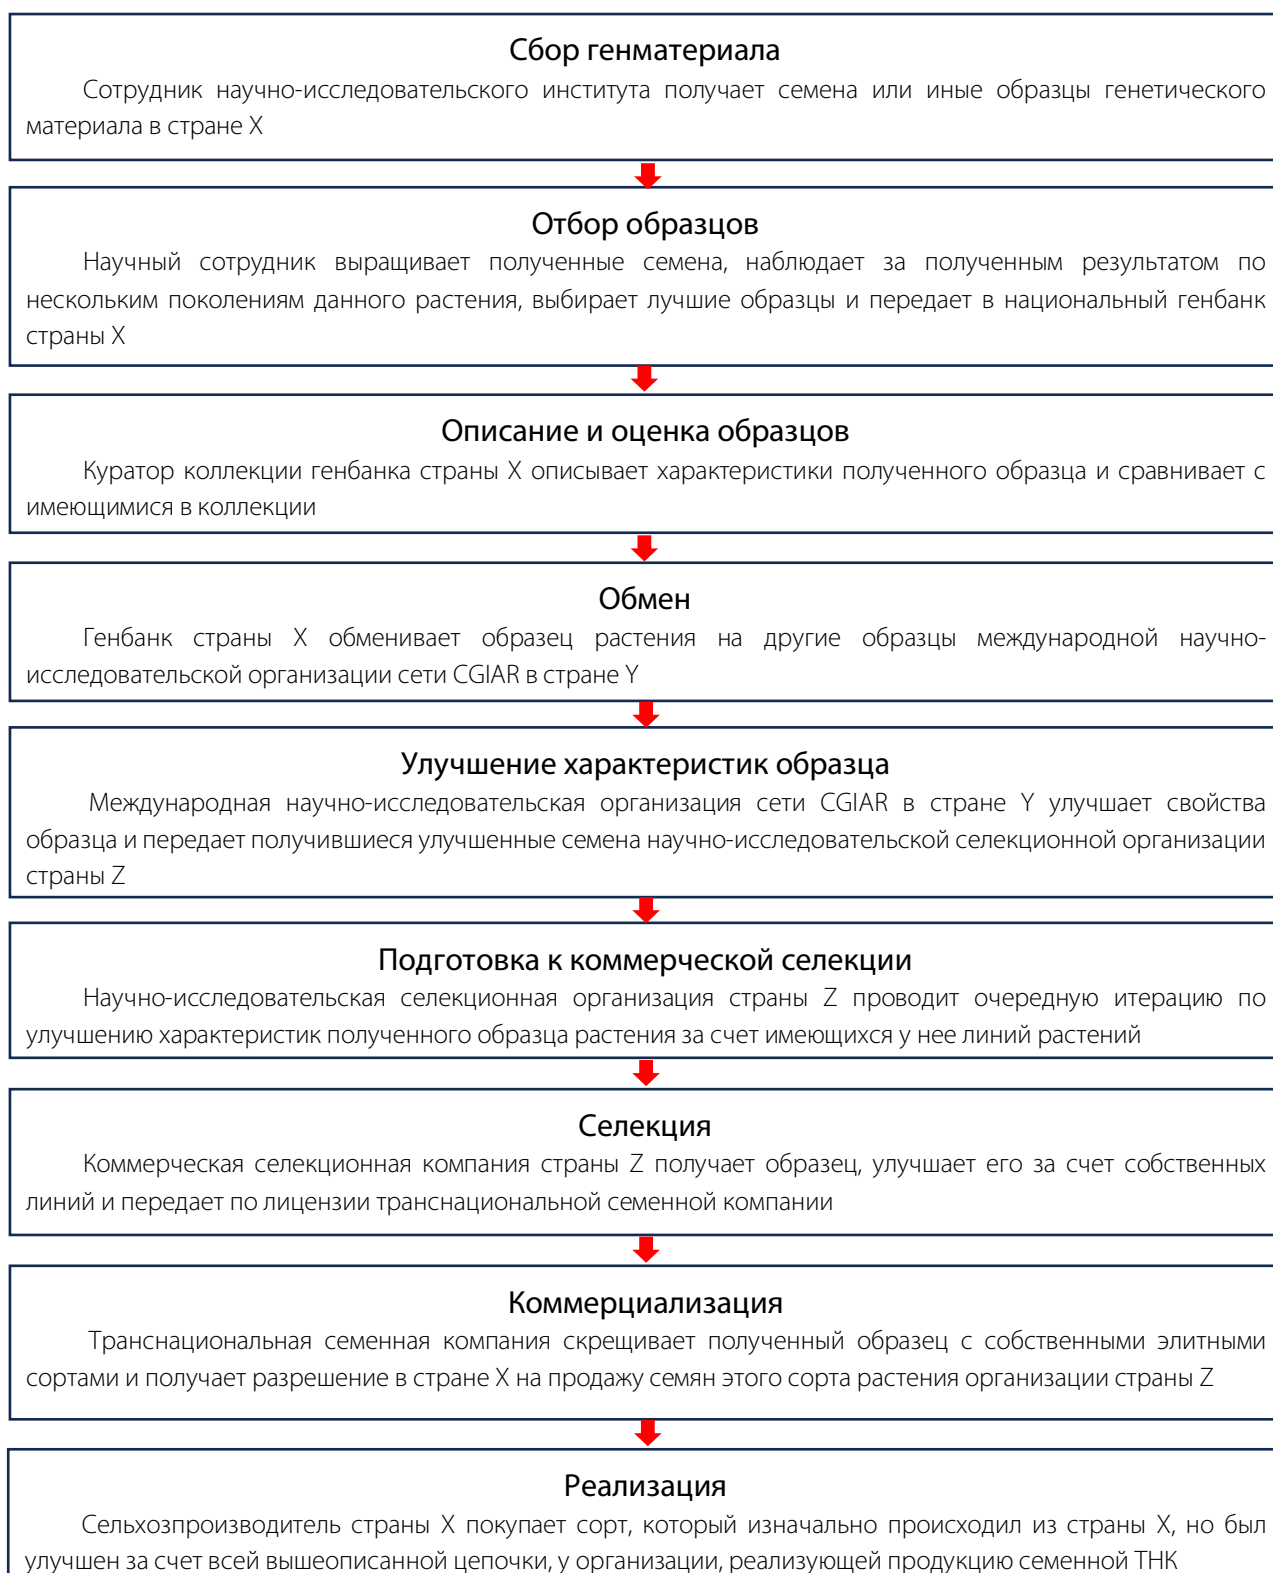 Сбор генматериала
Сотрудник научно-исследовательского института получает семена или иные образцы генетического
материала в стране X
Отбор образцов
Научный сотрудник выращивает полученные семена, наблюдает за полученным результатом по
нескольким поколениям данного растения, выбирает лучшие образцы и передает в национальный генбанк
страны X
Описание и оценка образцов
Куратор коллекции генбанка страны X описывает характеристики полученного образца и сравнивает с
имеющимися в коллекции
Обмен
Генбанк страны X обменивает образец растения на другие образцы международной научно-
исследовательской организации сети CGIAR в стране Y
Улучшение характеристик образца
Международная научно-исследовательская организация сети CGIAR в стране Y улучшает свойства
образца и передает получившиеся улучшенные семена научно-исследовательской селекционной организации
страны Z
Подготовка к коммерческой селекции
Научно-исследовательская селекционная организация страны Z проводит очередную итерацию по
улучшению характеристик полученного образца растения за счет имеющихся у нее линий растений
Селекция
Коммерческая селекционная компания страны Z получает образец, улучшает его за счет собственных
линий и передает по лицензии транснациональной семенной компании
Коммерциализация
Транснациональная семенная компания скрещивает полученный образец с собственными элитными
сортами и получает разрешение в стране X на продажу семян этого сорта растения организации страны Z
Реализация
Сельхозпроизводитель страны X покупает сорт, который изначально происходил из страны X, но был
улучшен за счет всей вышеописанной цепочки, у организации, реализующей продукцию семенной ТНК